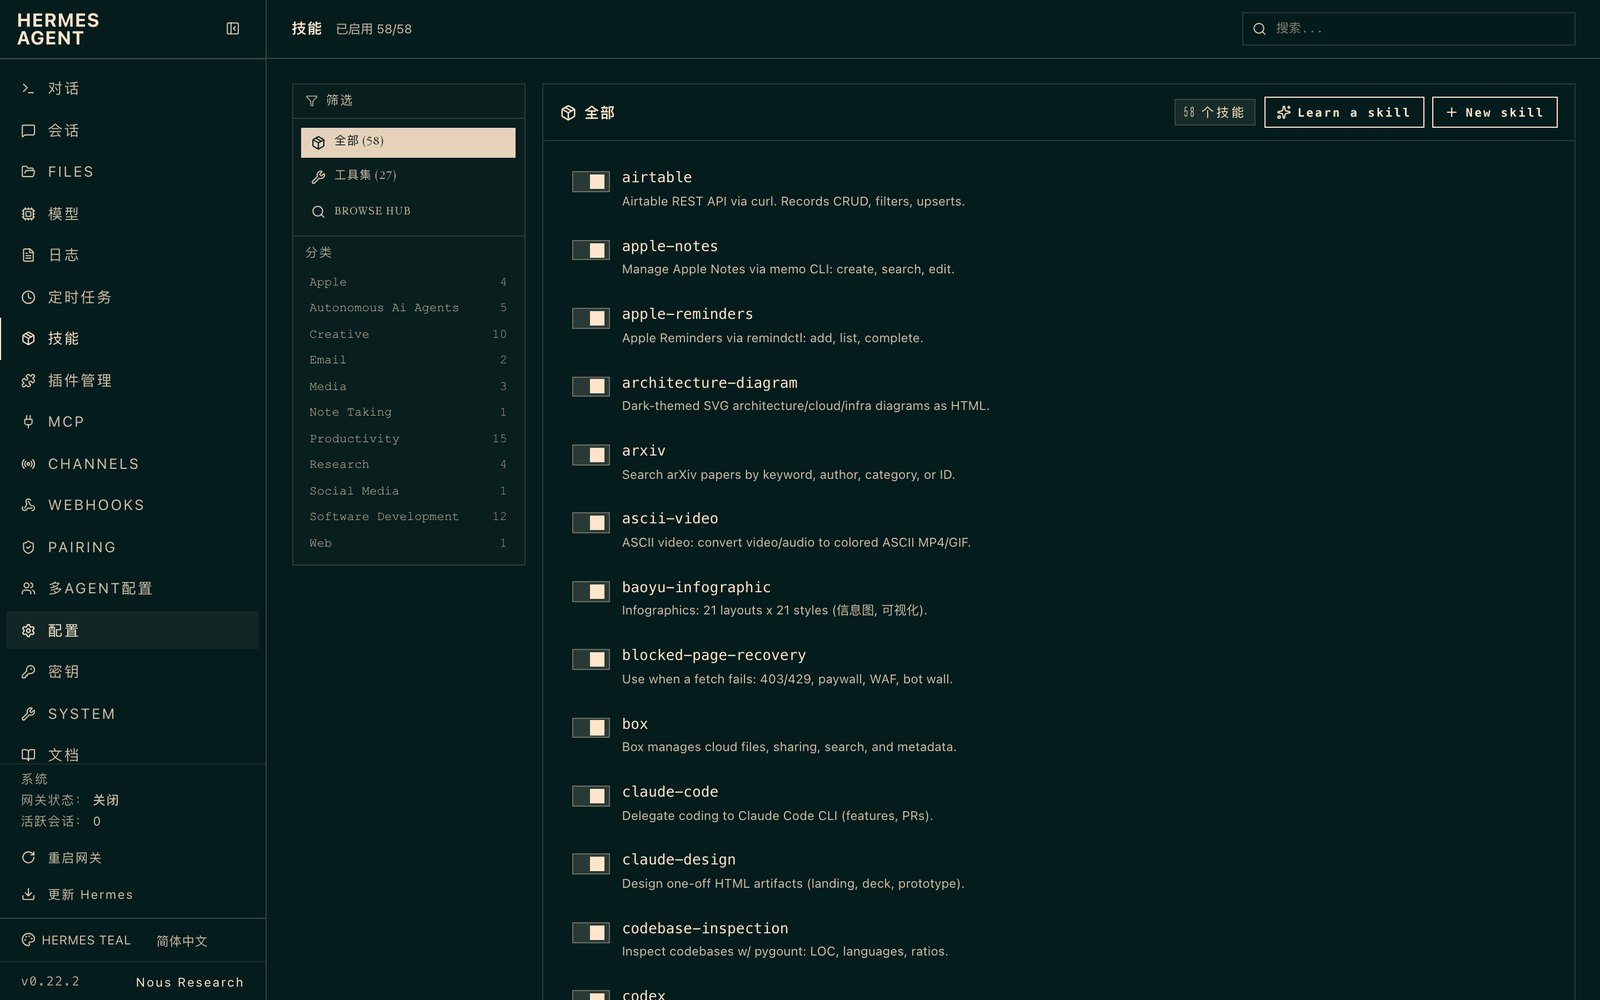 HERMES
AGENT
对话
会话
FILES
模型
日志
定时任务
技能
插件管理
MCP
CHANNELS
WEBHOOKS
PAIRING
多AGENT配置
配置
密钥
SYSTEM
文档
系统
网关状态: 关闭
活跃会话: 0
重启网关
更新 Hermes
HERMES TEAL 简体中文
v0.22.2 Nous Research
技能 已启用 58/58
搜索...
筛选
全部 (58)
工具集 (27)
BROWSE HUB
分类
Apple 4
Autonomous Ai Agents 5
Creative 10
Email 2
Media 3
Note Taking 1
Productivity 15
Research 4
Social Media 1
Software Development 12
Web 1
全部
58 个技能 Learn a skill + New skill
airtable
Airtable REST API via curl. Records CRUD, filters, upserts.
apple-notes
Manage Apple Notes via memo CLI: create, search, edit.
apple-reminders
Apple Reminders via remindctl: add, list, complete.
architecture-diagram
Dark-themed SVG architecture/cloud/infra diagrams as HTML.
arxiv
Search arXiv papers by keyword, author, category, or ID.
ascii-video
ASCII video: convert video/audio to colored ASCII MP4/GIF.
baoyu-infographic
Infographics: 21 layouts x 21 styles (信息图, 可视化).
blocked-page-recovery
Use when a fetch fails: 403/429, paywall, WAF, bot wall.
box
Box manages cloud files, sharing, search, and metadata.
claude-code
Delegate coding to Claude Code CLI (features, PRs).
claude-design
Design one-off HTML artifacts (landing, deck, prototype).
codebase-inspection
Inspect codebases w/ pygount: LOC, languages, ratios.
codex